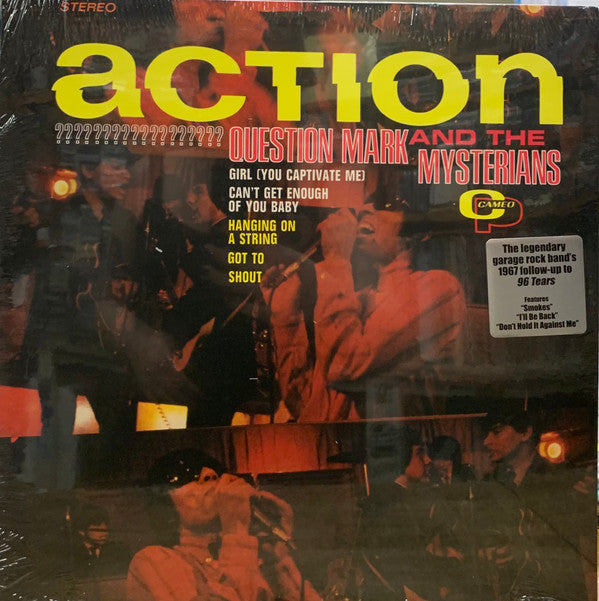 STEREO
acTIon
???????????????????
QUESTION MARK AND THE
MYSTERIANS
GIRL (YOU CAPTIVATE ME)
CAN'T GET ENOUGH
OF YOU BABY
HANGING ON
A STRING
GOT TO
SHOUT
CAMEO
P
The legendary
garage rock band's
1967 follow-up to
96 Tears
Features
"Smokes"
"I'll Be Back"
"Don't Hold It Against Me"